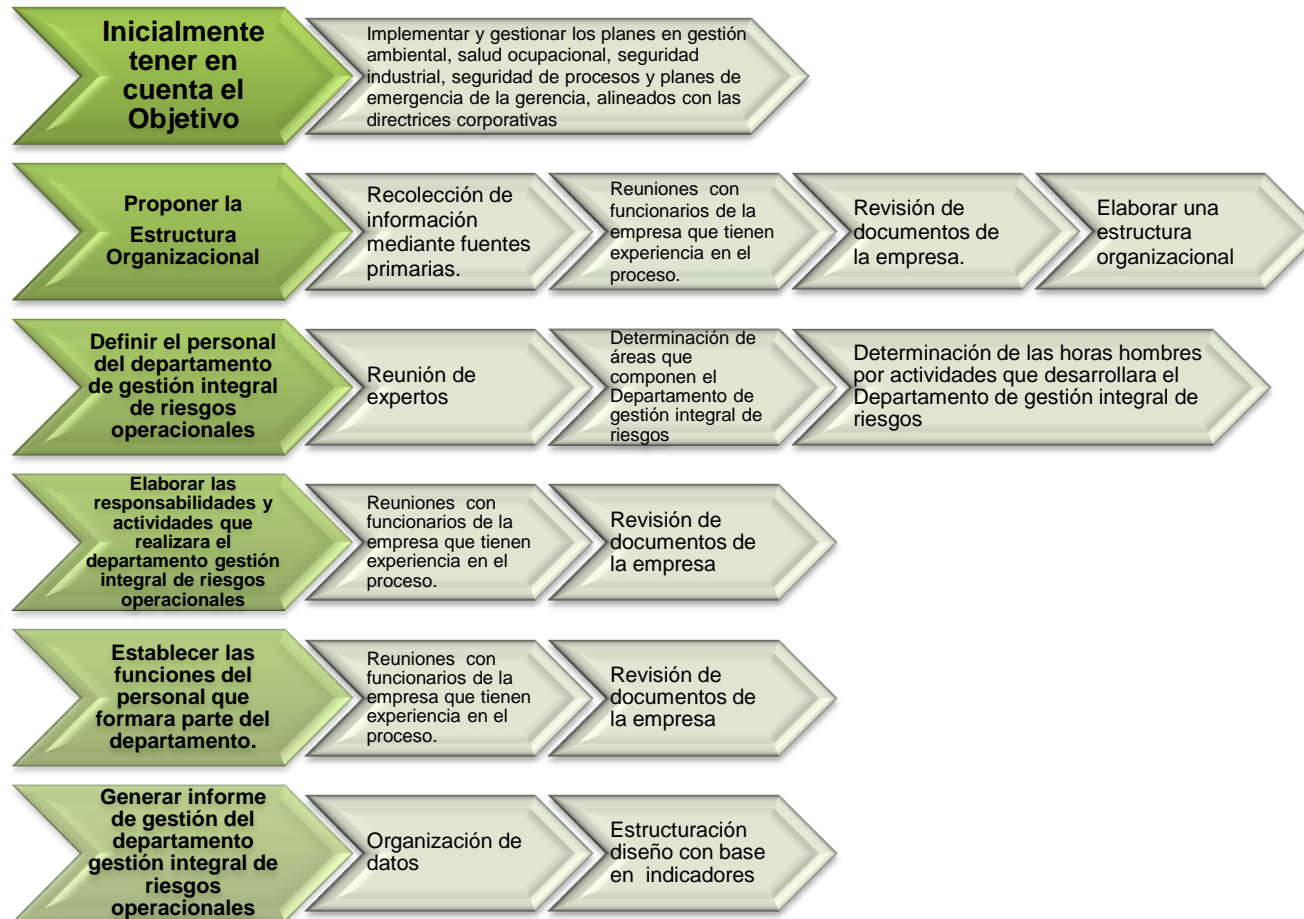 Inicialmente
tener en
cuenta el
Objetivo
Implementar y gestionar los planes en gestión
ambiental, salud ocupacional, seguridad
industrial, seguridad de procesos y planes de
emergencia de la gerencia, alineados con las
directrices corporativas
Proponer la
Estructura
Organizacional
Recolección de
información
mediante fuentes
primarias.
Reuniones con
funcionarios de la
empresa que tienen
experiencia en el
proceso.
Revisión de
documentos de
la empresa.
Elaborar una
estructura
organizacional
Definir el personal
del departamento
de gestión integral
de riesgos
operacionales
Reunión de
expertos
Determinación de
áreas que
componen el
Departamento de
gestión integral de
riesgos
Determinación de las horas hombres
por actividades que desarrollara el
Departamento de gestión integral de
riesgos
Elaborar las
responsabilidades y
actividades que
realizara el
departamento gestión
integral de riesgos
operacionales
Reuniones con
funcionarios de la
empresa que tienen
experiencia en el
proceso.
Revisión de
documentos de
la empresa
Establecer las
funciones del
personal que
formara parte del
departamento.
Reuniones con
funcionarios de la
empresa que tienen
experiencia en el
proceso.
Revisión de
documentos de
la empresa
Generar informe
de gestión del
departamento
gestión integral de
riesgos
operacionales
Organización de
datos
Estructuración
diseño con base
en indicadores